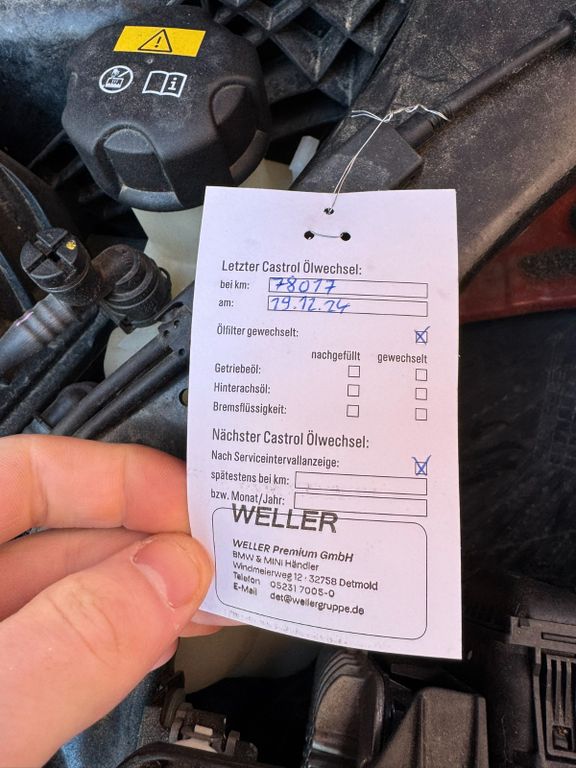 Letzter Castrol Ölwechsel:
bei km: 78017
am: 19.12.24
Ölfilter gewechselt:
nachgefüllt gewechselt
Getriebeöl:
Hinterachsöl:
Bremsflüssigkeit:
Nächster Castrol Ölwechsel:
Nach Serviceintervallanzeige:
spätestens bei km:
bzw. Monat/Jahr:
WELLER
WELLER Premium GmbH
BMW & MINI Händler
Windmeierweg 12 · 32758 Detmold
Telefon 05231 7005-0
E-Mail det@wellergruppe.de